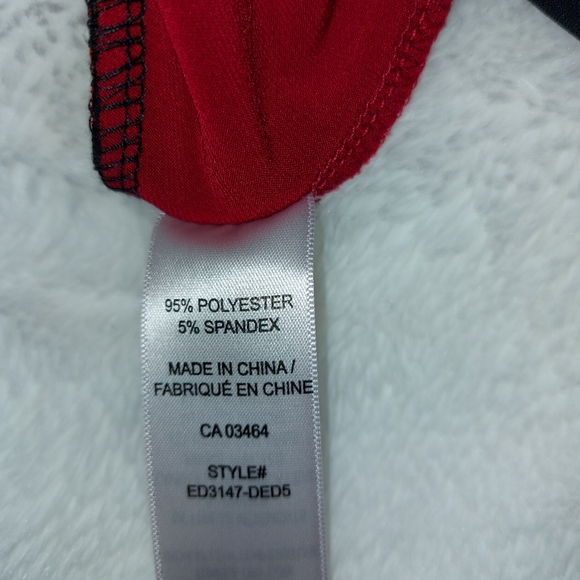 95% POLYESTER
5% SPANDEX
MADE IN CHINA /
FABRIQUÉ EN CHINE
CA 03464
STYLE#
ED3147-DED5